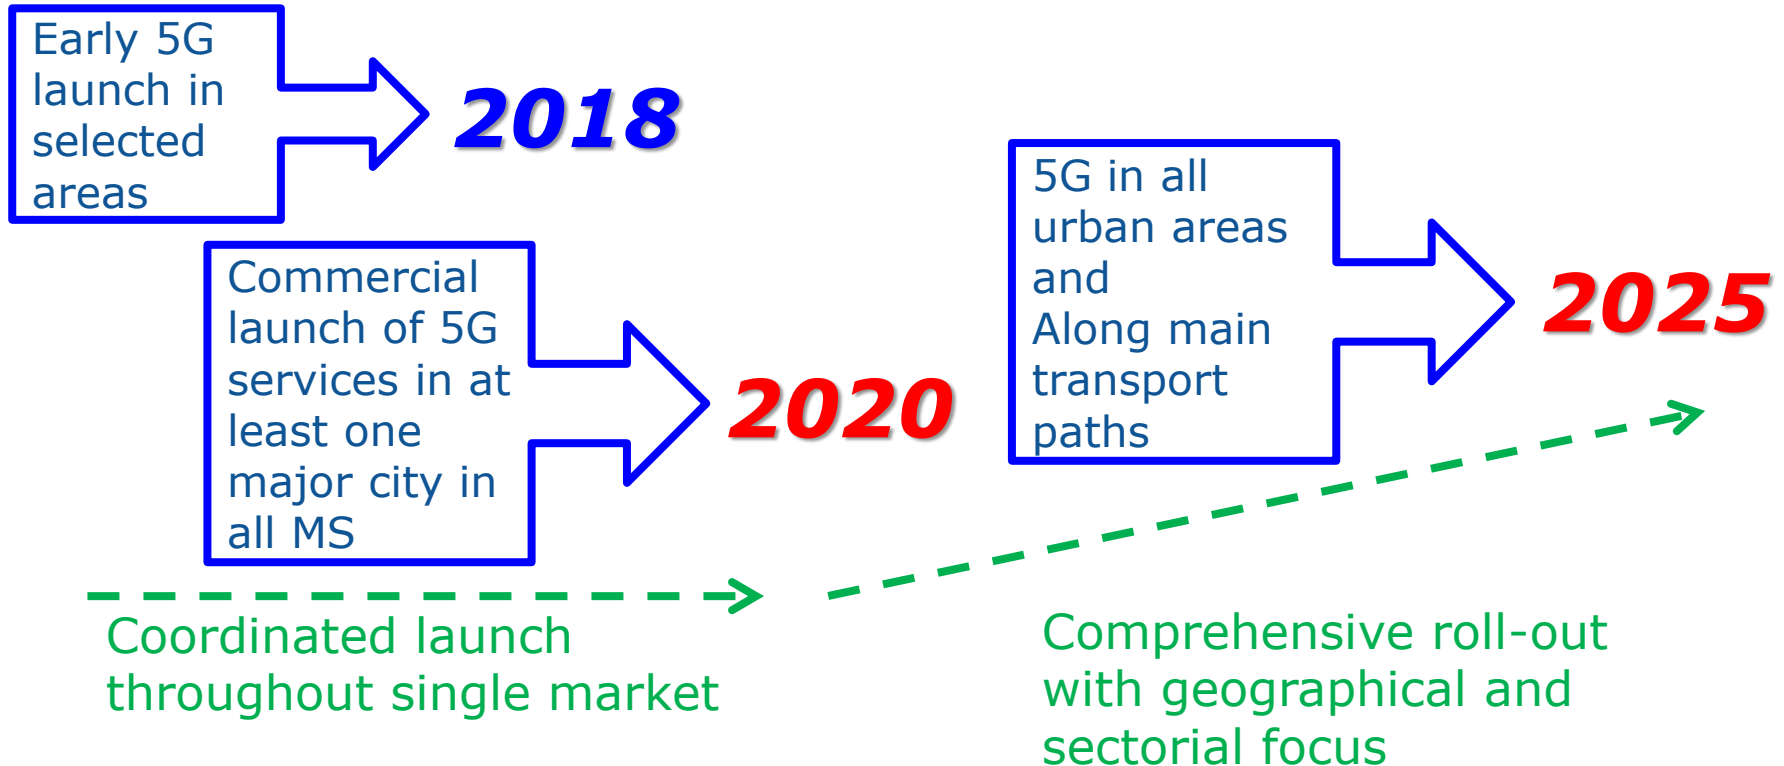 Early 5G
launch in
selected
areas
2018
Commercial
launch of 5G
services in at
least one
major city in
all MS
2020
5G in all
urban areas
and
Along main
transport
paths
2025
Coordinated launch
throughout single market
Comprehensive roll-out
with geographical and
sectorial focus